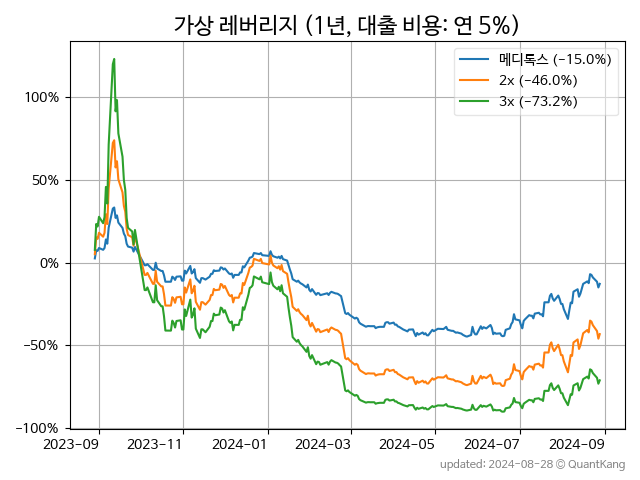 가상 레버리지 (1년, 대출 비용: 연 5%)
메디톡스 (-15.0%)
2x (-46.0%)
3x (-73.2%)
100%
50%
0%
-50%
-100%
2023-09 2023-11 2024-01 2024-03 2024-05 2024-07 2024-09
updated: 2024-08-28 © QuantKang